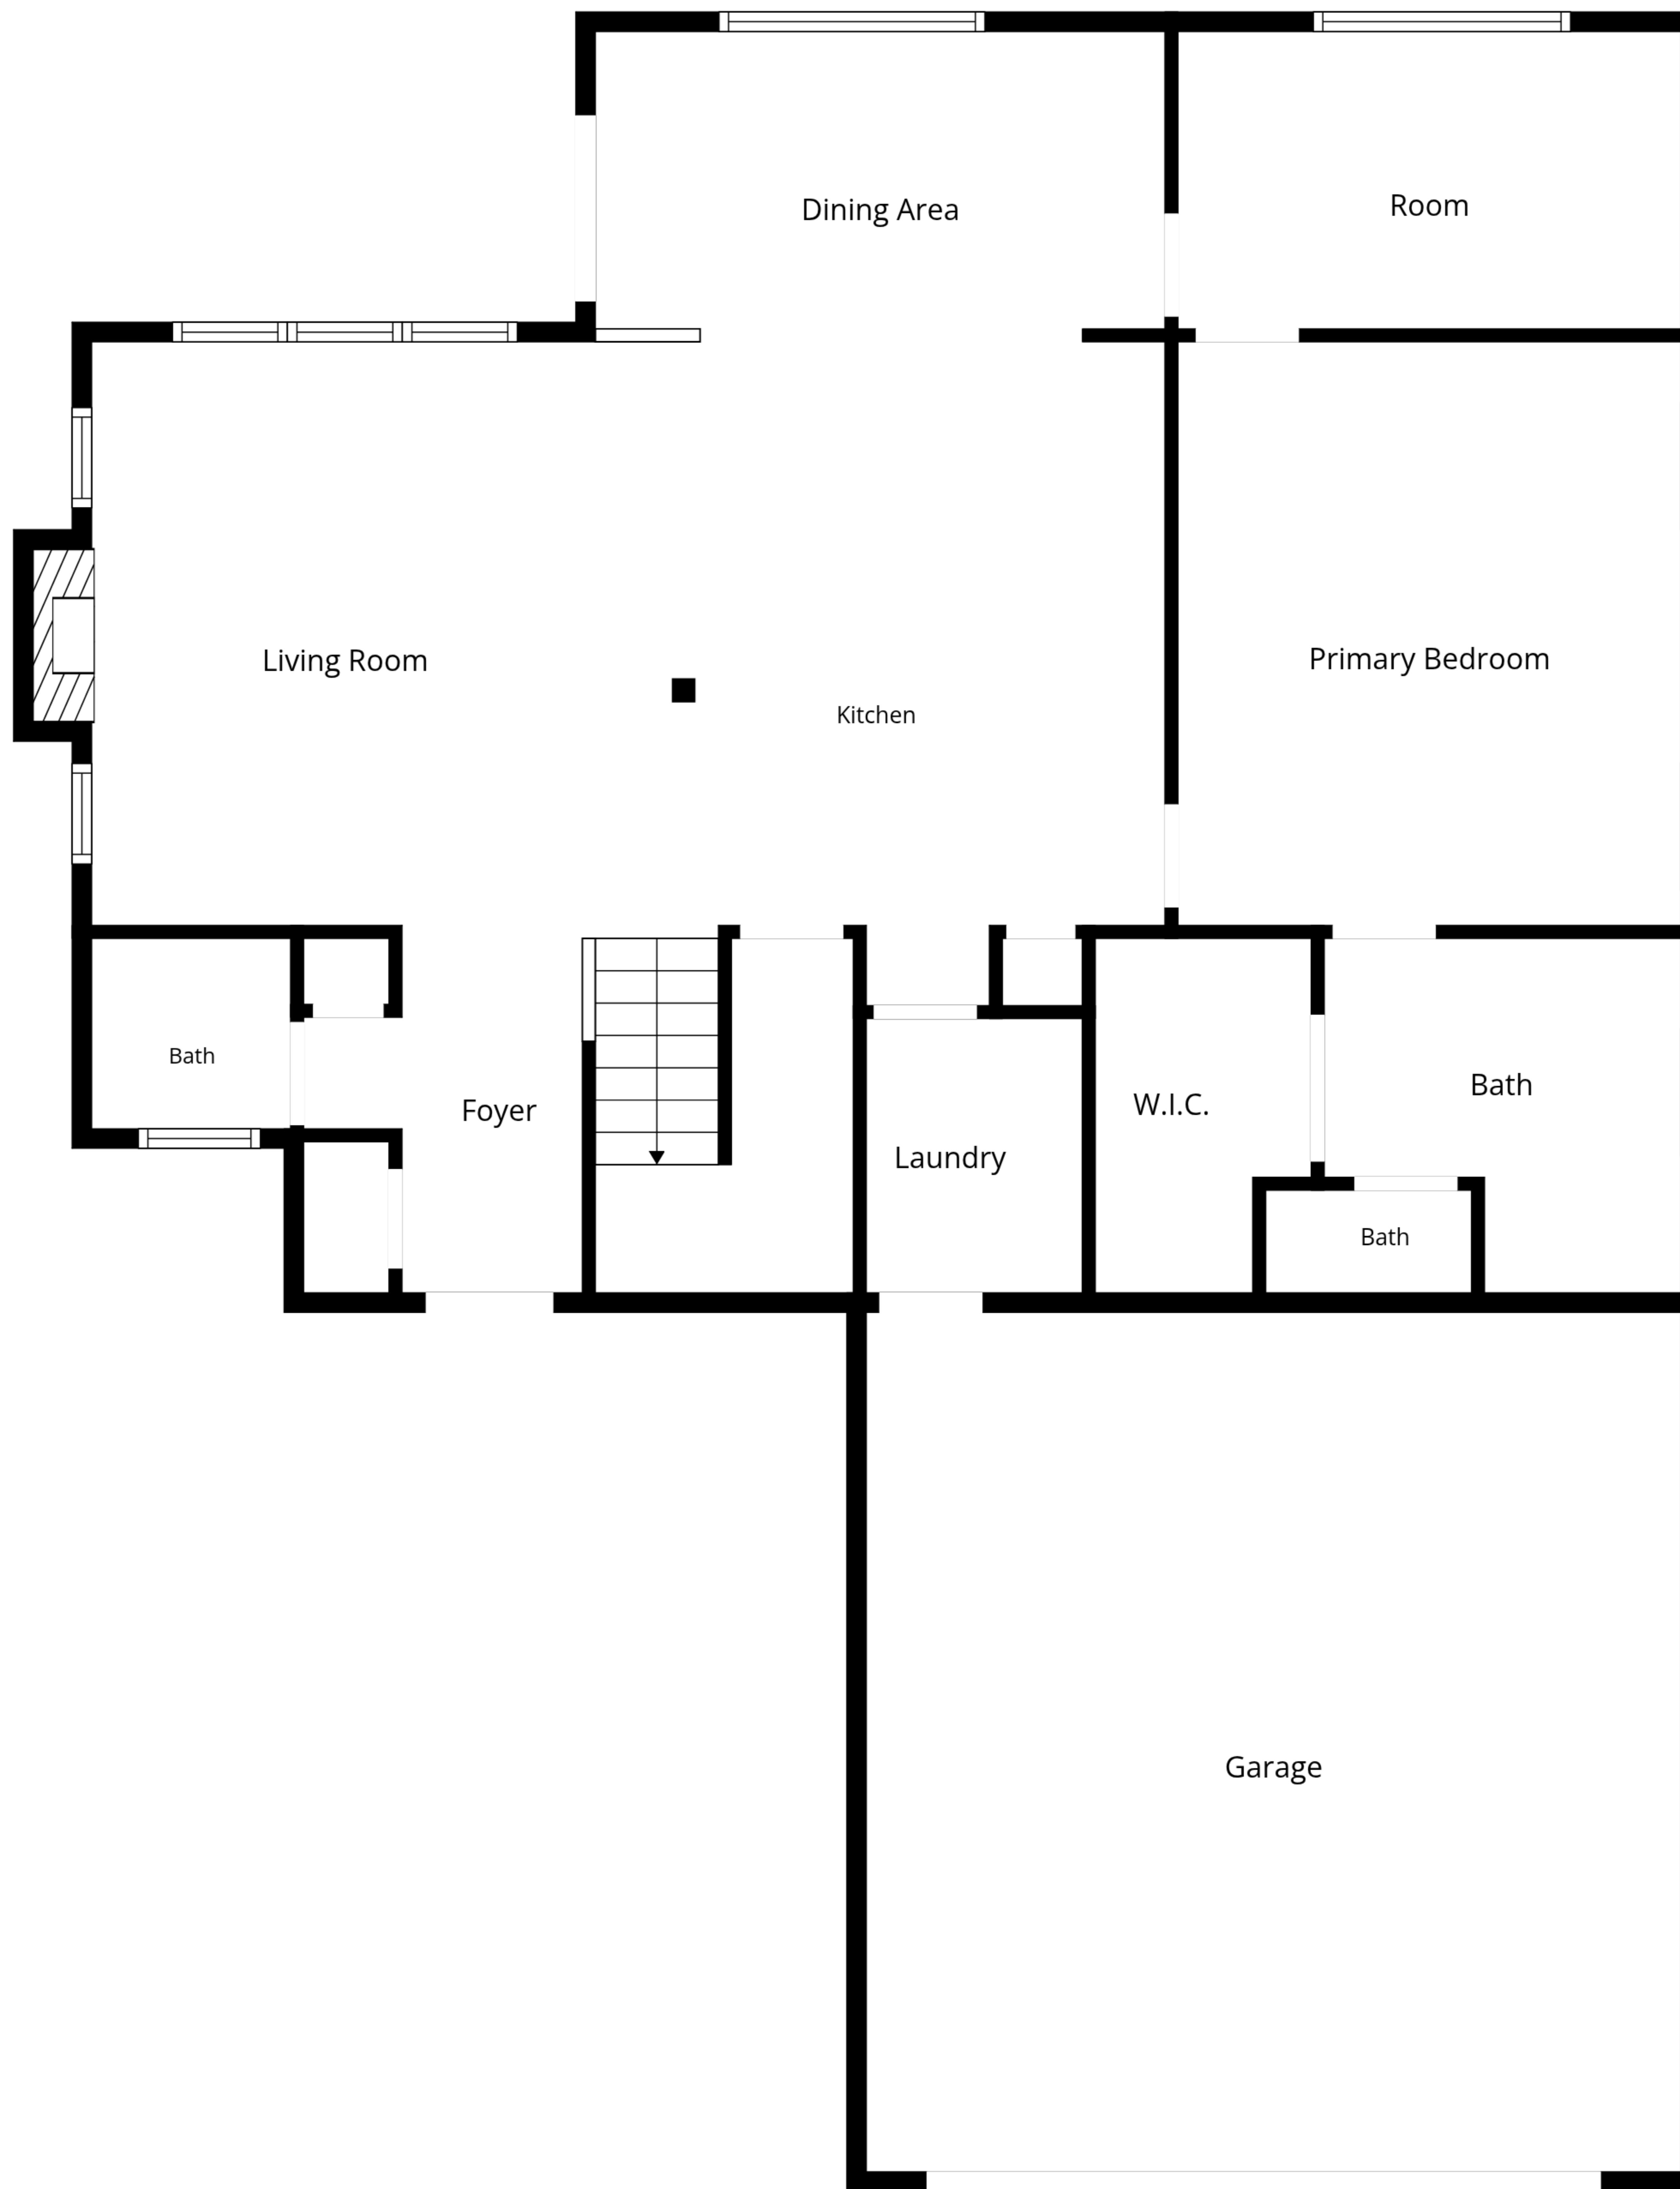 Dining Area
Room
Living Room
Primary Bedroom
Kitchen
Bath
Foyer
Laundry
W.I.C.
Bath
Bath
Garage